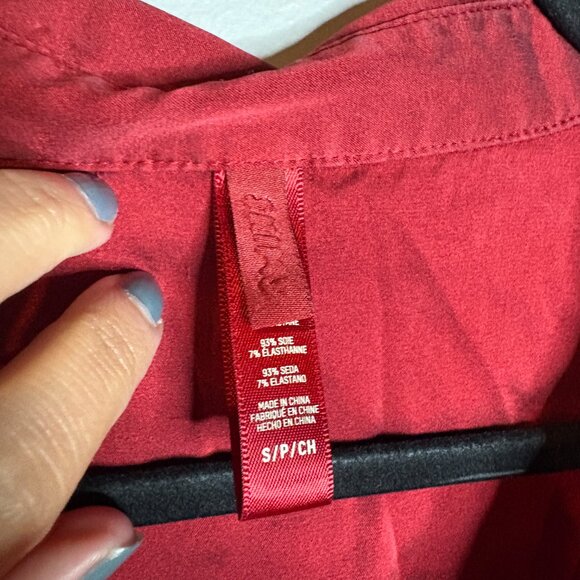 93% SOIE
7% ÉLASTHANNE
93% SEDA
7% ELASTANO
MADE IN CHINA
FABRIQUÉ EN CHINE
HECHO EN CHINA
S/P/CH